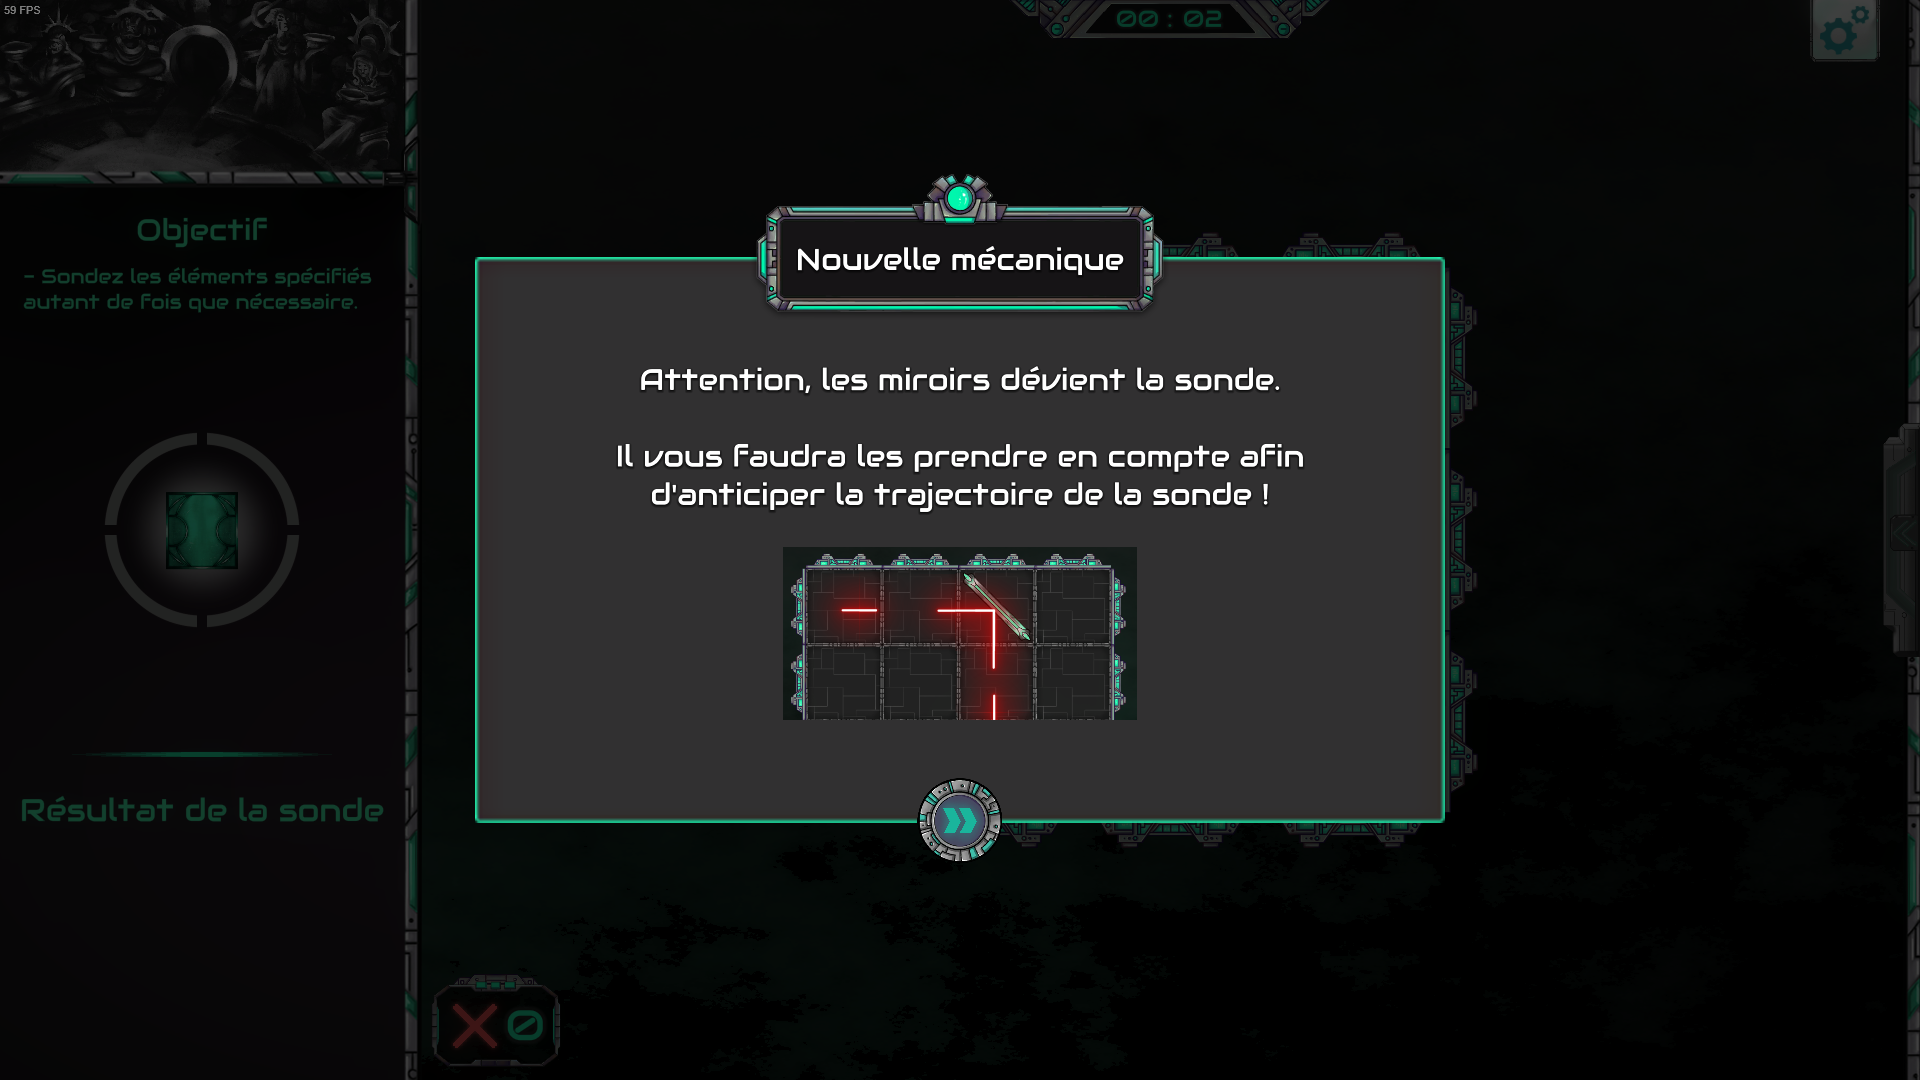 59 FPS
00 : 02
Objectif
- Sondez les éléments spécifiés
autant de fois que nécessaire.
Nouvelle mécanique
Attention, les miroirs dévient la sonde.
Il vous faudra les prendre en compte afin
d'anticiper la trajectoire de la sonde !
Résultat de la sonde
0